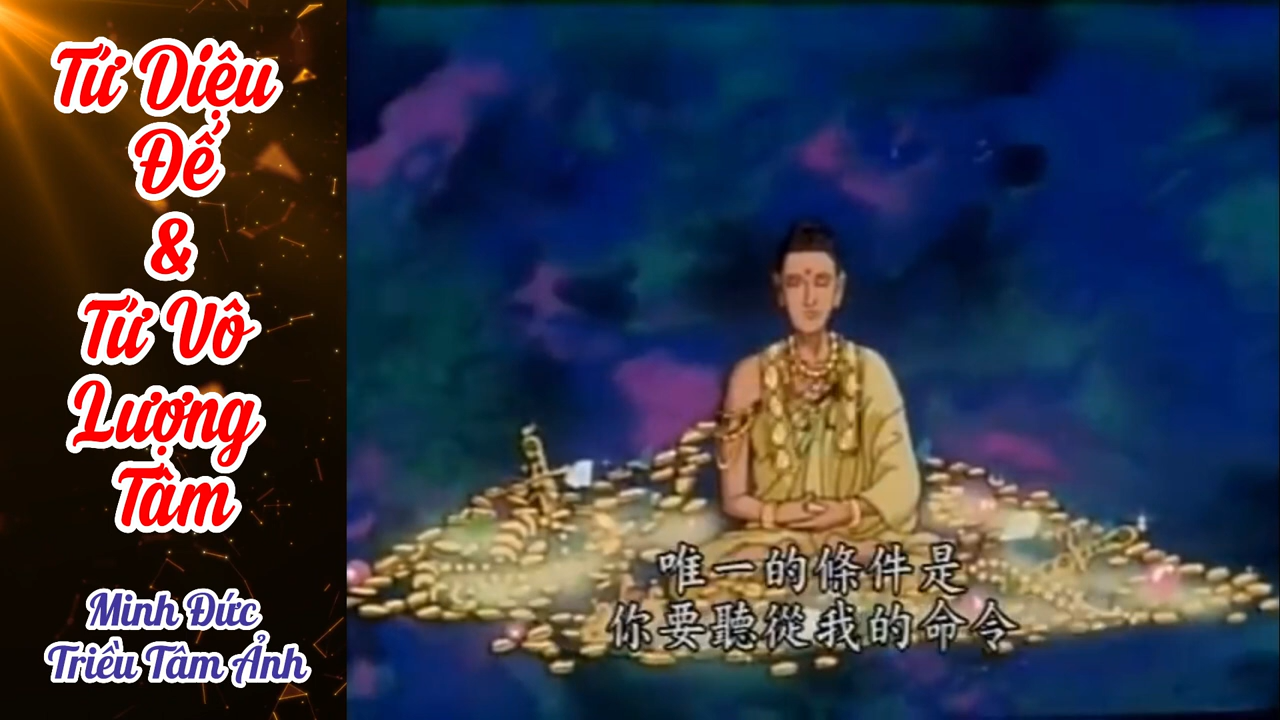 Tứ Diệu
Đế
&
Tứ Vô
Lượng
Tâm
Minh Đức
Triều Tâm Ảnh
唯一的條件是
你要聽從我的命令